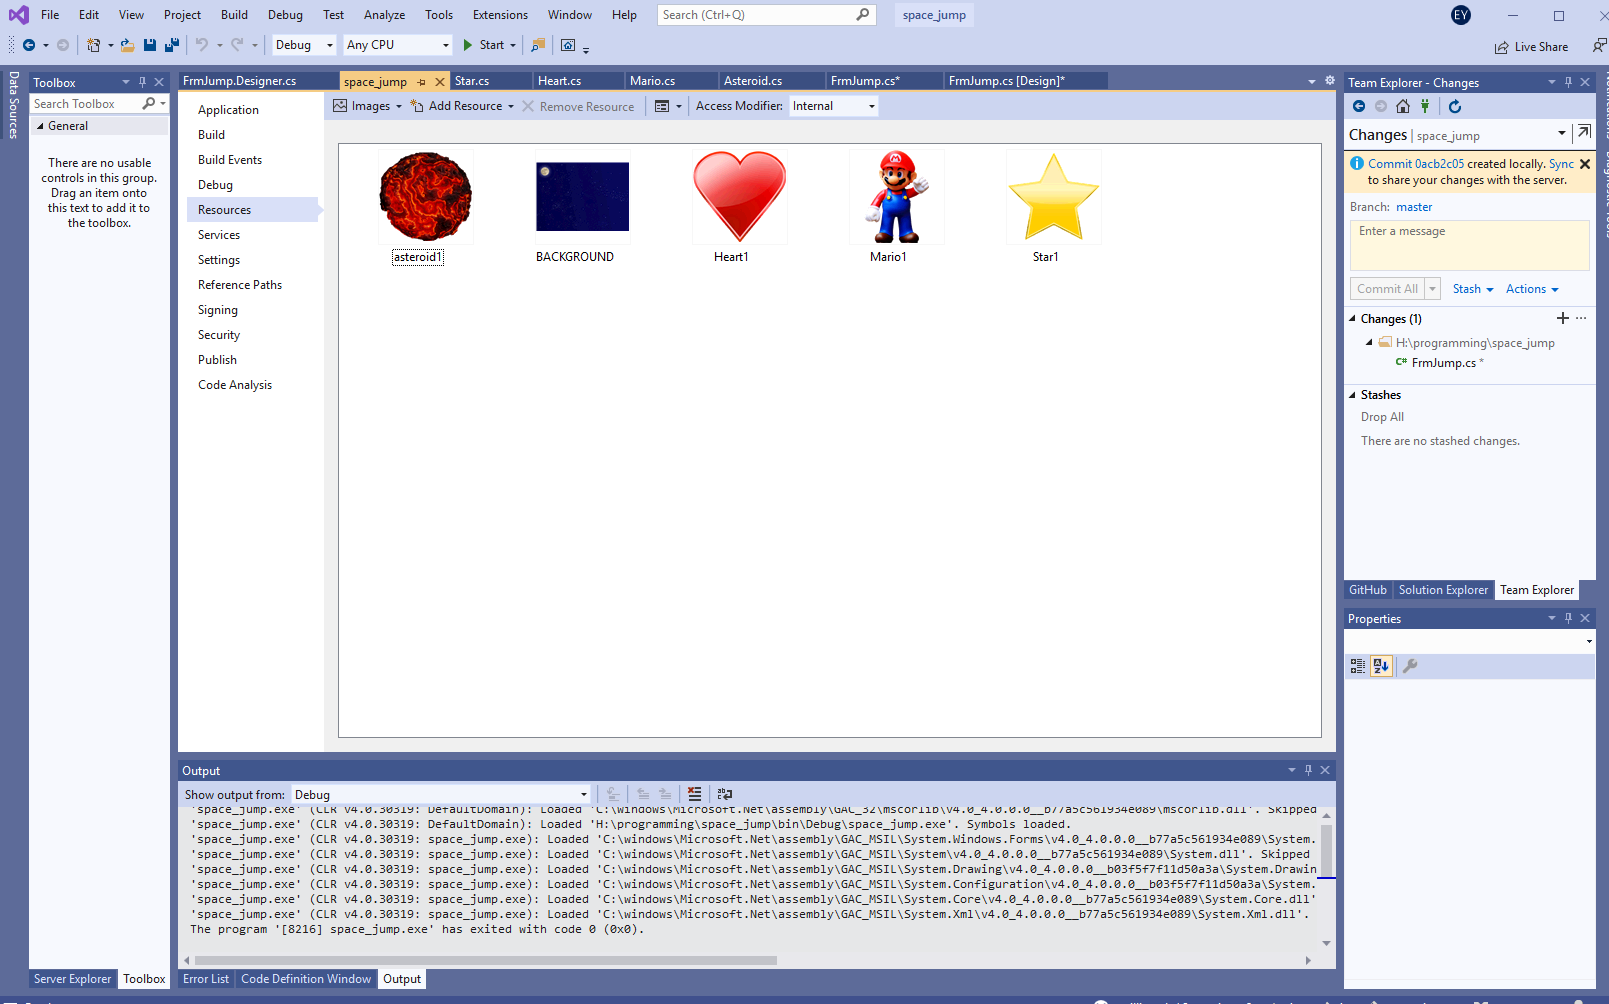 File Edit View Project Build Debug Test Analyze Tools Extensions Window Help Search (Ctrl+Q) space_jump EY
Debug Any CPU Start Live Share
Data Sources
Toolbox
Search Toolbox
General
There are no usable
controls in this group.
Drag an item onto
this text to add it to
the toolbox.
Server Explorer Toolbox
FrmJump.Designer.cs space_jump Star.cs Heart.cs Mario.cs Asteroid.cs FrmJump.cs* FrmJump.cs [Design]*
Images Add Resource Remove Resource Access Modifier: Internal
Application
Build
Build Events
Debug
Resources
Services
Settings
Reference Paths
Signing
Security
Publish
Code Analysis
asteroid1 BACKGROUND Heart1 Mario1 Star1
Output
Show output from: Debug
'space_jump.exe' (CLR v4.0.30319: DefaultDomain): Loaded 'C:\windows\Microsoft.Net\assembly\GAC_32\mscorlib\v4.0_4.0.0.0__b77a5c561934e089\mscorlib.dll'. Skipped
'space_jump.exe' (CLR v4.0.30319: DefaultDomain): Loaded 'H:\programming\space_jump\bin\Debug\space_jump.exe'. Symbols loaded.
'space_jump.exe' (CLR v4.0.30319: space_jump.exe): Loaded 'C:\windows\Microsoft.Net\assembly\GAC_MSIL\System.Windows.Forms\v4.0_4.0.0.0__b77a5c561934e089\System.
'space_jump.exe' (CLR v4.0.30319: space_jump.exe): Loaded 'C:\windows\Microsoft.Net\assembly\GAC_MSIL\System\v4.0_4.0.0.0__b77a5c561934e089\System.dll'. Skipped
'space_jump.exe' (CLR v4.0.30319: space_jump.exe): Loaded 'C:\windows\Microsoft.Net\assembly\GAC_MSIL\System.Drawing\v4.0_4.0.0.0__b03f5f7f11d50a3a\System.Drawin
'space_jump.exe' (CLR v4.0.30319: space_jump.exe): Loaded 'C:\windows\Microsoft.Net\assembly\GAC_MSIL\System.Configuration\v4.0_4.0.0.0__b03f5f7f11d50a3a\System.
'space_jump.exe' (CLR v4.0.30319: space_jump.exe): Loaded 'C:\windows\Microsoft.Net\assembly\GAC_MSIL\System.Core\v4.0_4.0.0.0__b77a5c561934e089\System.Core.dll'
'space_jump.exe' (CLR v4.0.30319: space_jump.exe): Loaded 'C:\windows\Microsoft.Net\assembly\GAC_MSIL\System.Xml\v4.0_4.0.0.0__b77a5c561934e089\System.Xml.dll'.
The program '[8216] space_jump.exe' has exited with code 0 (0x0).
Error List Code Definition Window Output
Team Explorer - Changes
Changes | space_jump
Commit 0acb2c05 created locally. Sync
to share your changes with the server.
Branch: master
Enter a message
Commit All Stash Actions
Changes (1)
H:\programming\space_jump
C# FrmJump.cs *
Stashes
Drop All
There are no stashed changes.
GitHub Solution Explorer Team Explorer
Properties